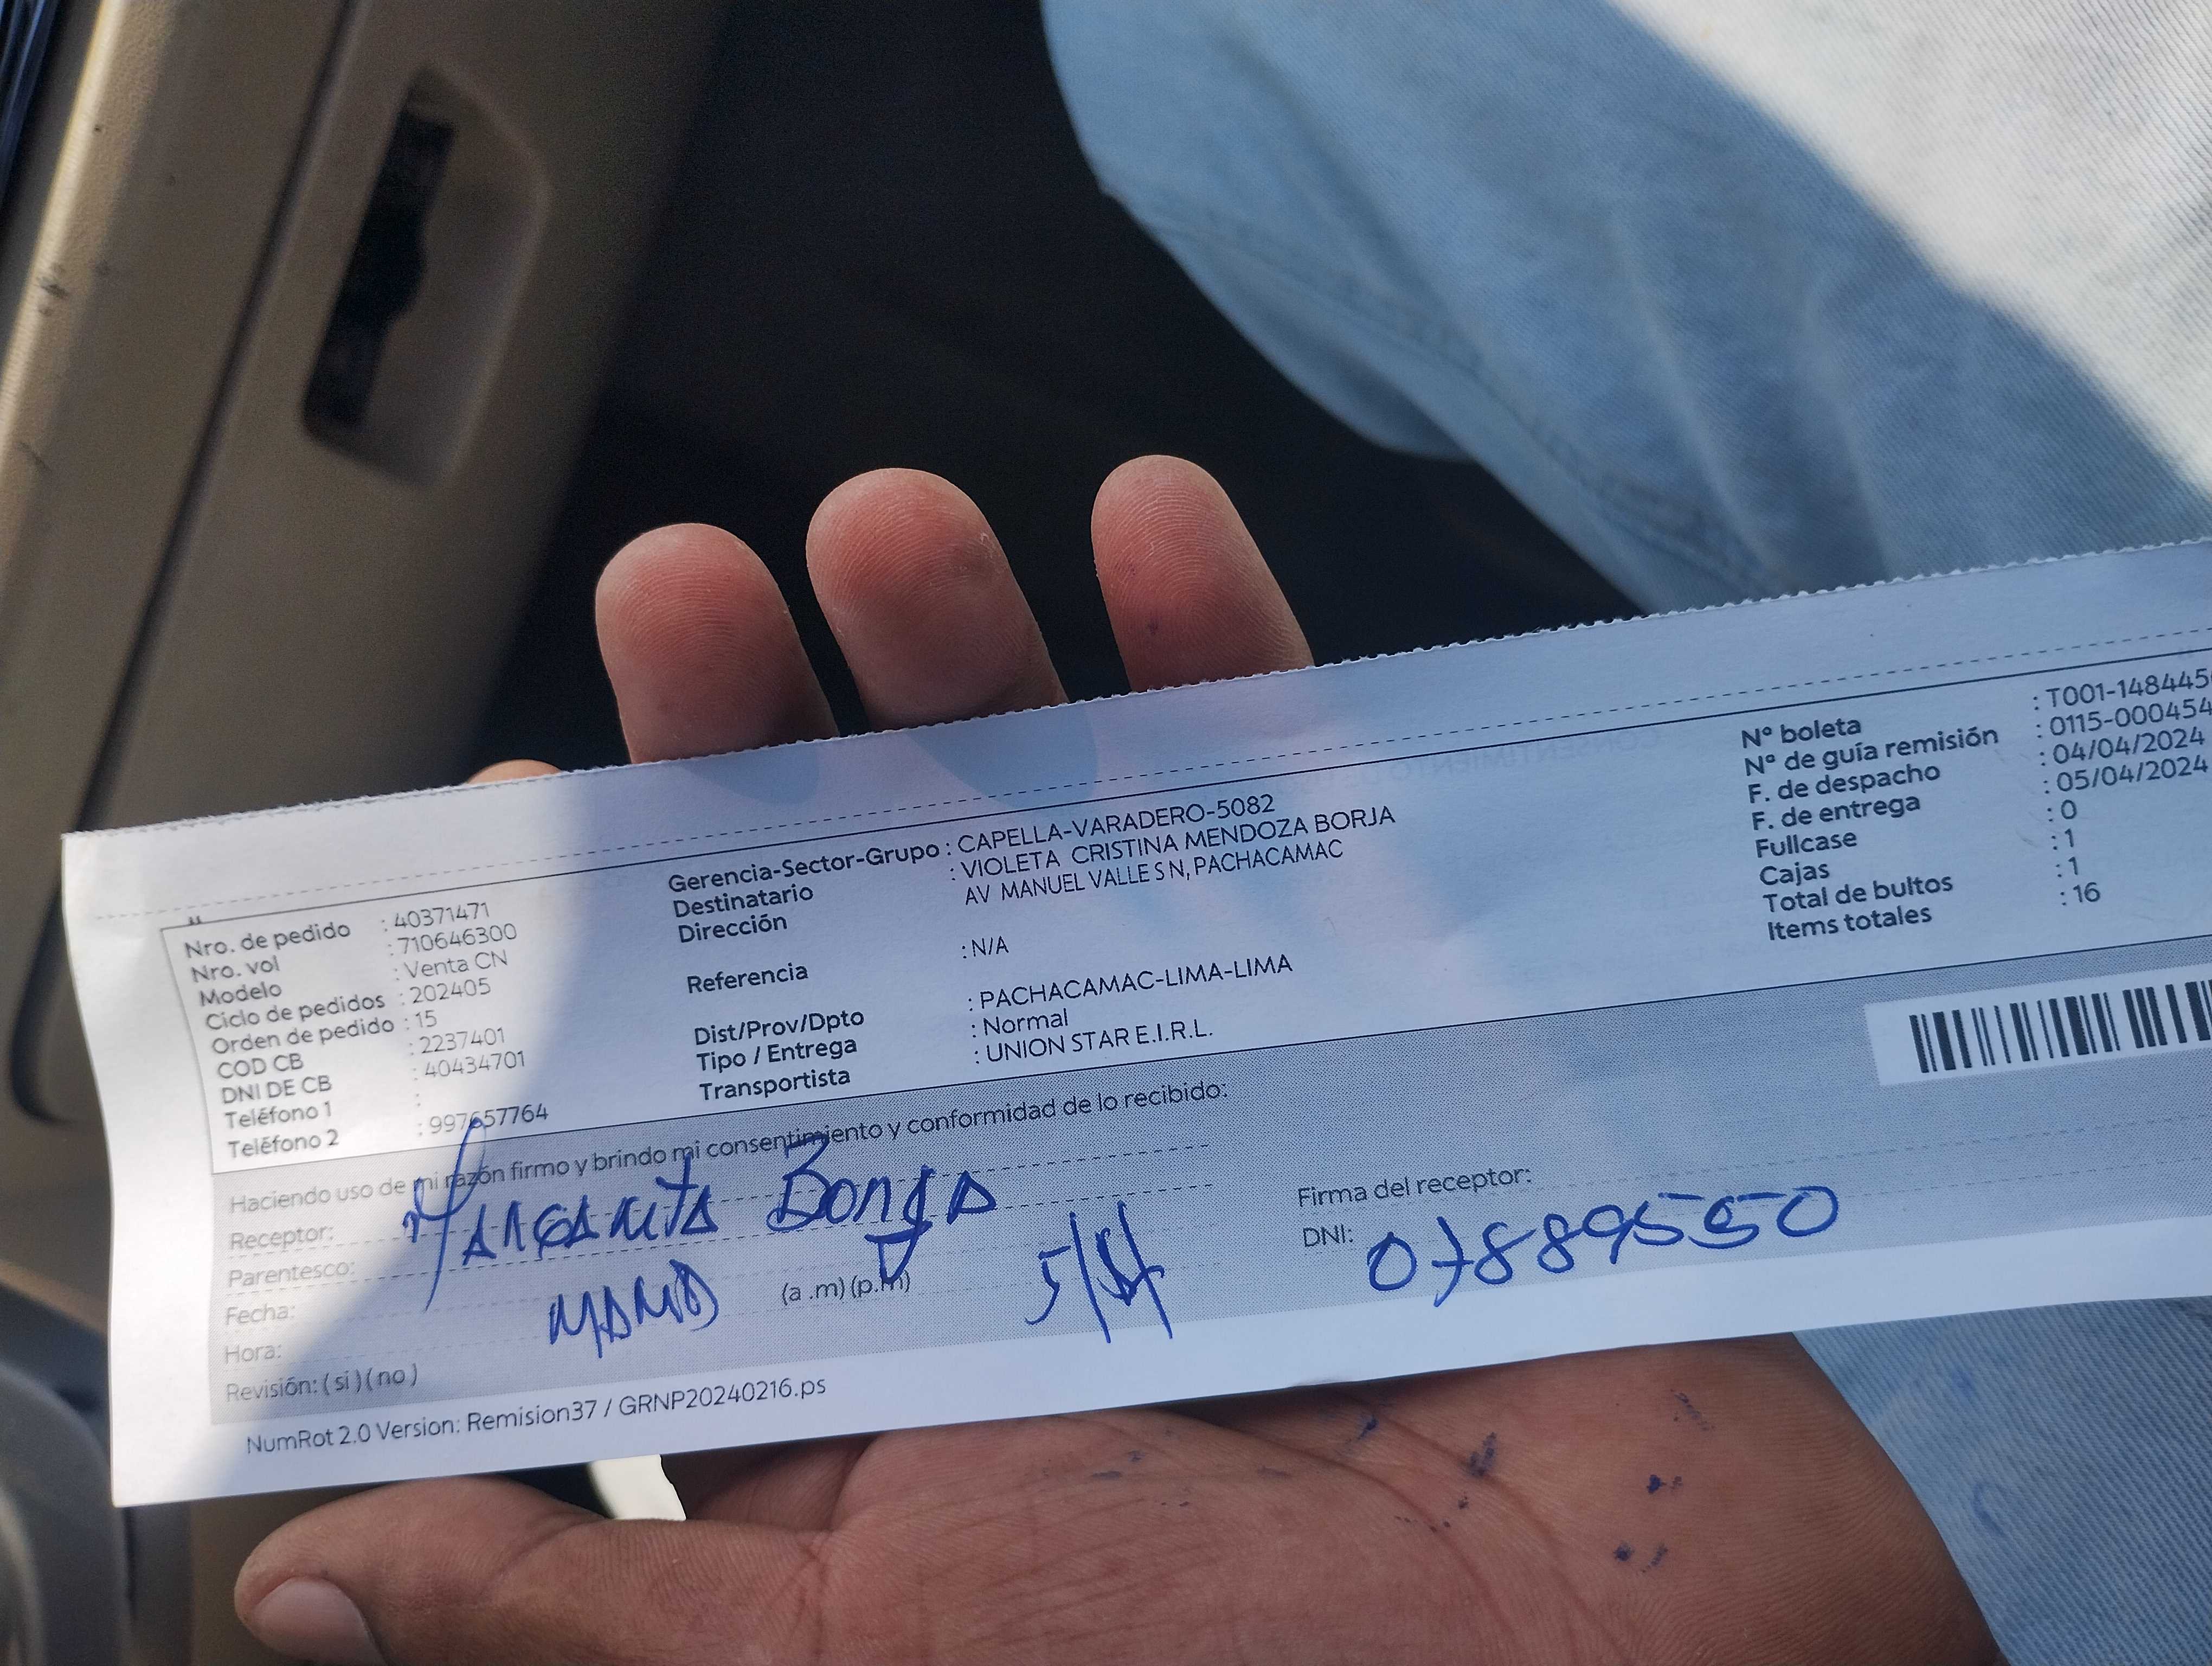 Nro. de pedido : 40371471
Nro. vol : 710646300
Modelo : Venta CN
Ciclo de pedidos : 202405
Orden de pedido : 15
COD CB : 2237401
DNI DE CB : 40434701
Teléfono 1 :
Teléfono 2 : 997657764
Gerencia-Sector-Grupo : CAPELLA-VARADERO-5082
Destinatario : VIOLETA CRISTINA MENDOZA BORJA
Dirección AV MANUEL VALLE S N, PACHACAMAC
Referencia : N/A
Dist/Prov/Dpto : PACHACAMAC-LIMA-LIMA
Tipo / Entrega : Normal
Transportista : UNION STAR E.I.R.L.
Nº boleta : T001-148445
Nº de guía remisión : 0115-000454
F. de despacho : 04/04/2024
F. de entrega : 05/04/2024
Fullcase : 0
Cajas : 1
Total de bultos : 1
Items totales : 16
Haciendo uso de mi razón firmo y brindo mi consentimiento y conformidad de lo recibido:
Receptor: Margarita Borja
Parentesco:
Fecha: (a .m) (p.m)
Hora:
Revisión: ( si ) ( no )
Firma del receptor:
DNI: 07889550
NumRot 2.0 Version: Remision37 / GRNP20240216.ps